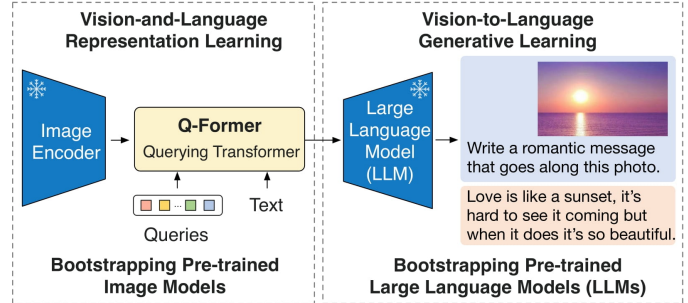 Vision-and-Language
Representation Learning
Vision-to-Language
Generative Learning
Image
Encoder
Q-Former
Querying Transformer
Queries
Text
Large
Language
Model
(LLM)
Write a romantic message
that goes along this photo.
Love is like a sunset, it's
hard to see it coming but
when it does it's so beautiful.
Bootstrapping Pre-trained
Image Models
Bootstrapping Pre-trained
Large Language Models (LLMs)